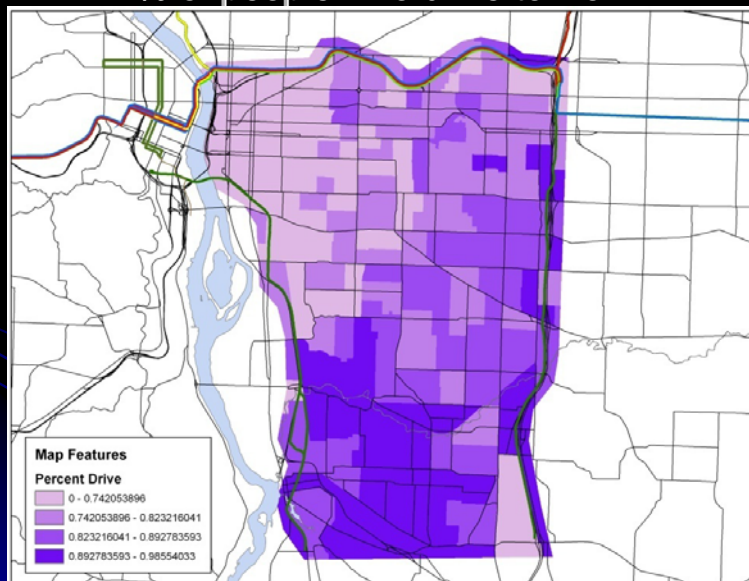 Map Features
Percent Drive
0 - 0.742053896
0.742053896 - 0.823216041
0.823216041 - 0.892783593
0.892783593 - 0.98554033